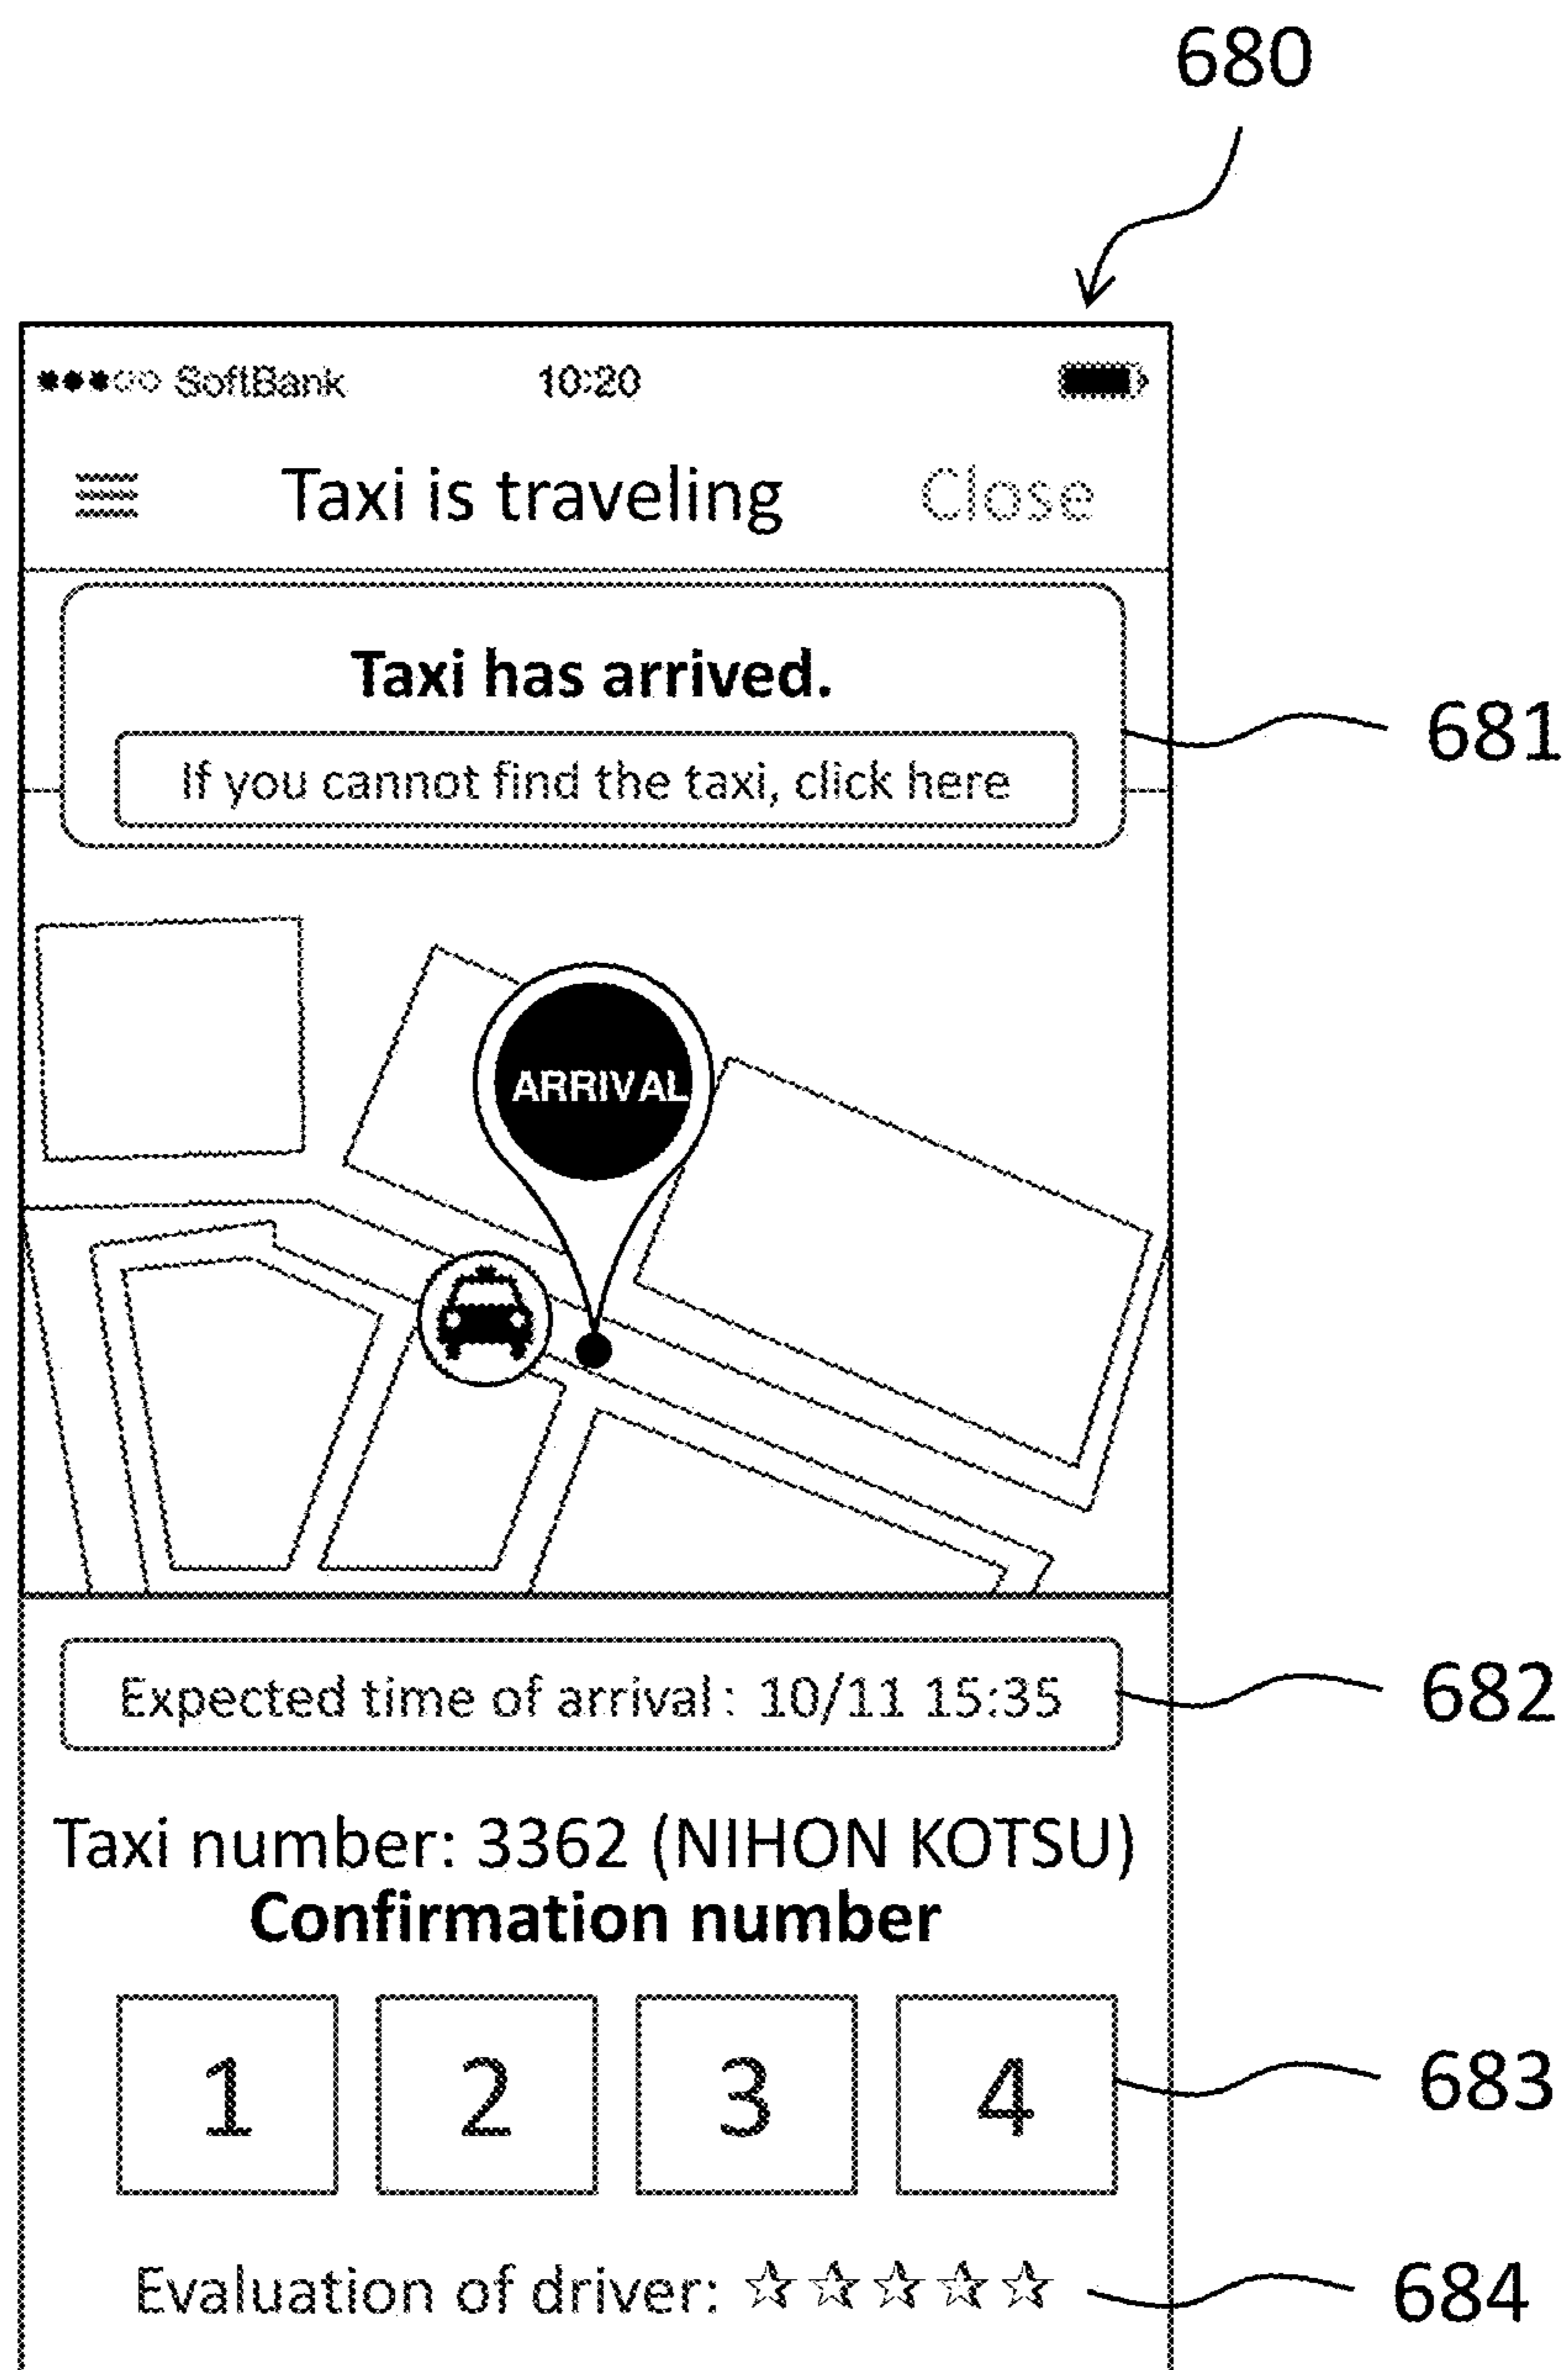 680
SoftBank 10:20
Taxi is traveling Close
Taxi has arrived.
681
If you cannot find the taxi, click here
ARRIVAL
Expected time of arrival : 10/11 15:35
682
Taxi number: 3362 (NIHON KOTSU)
Confirmation number
1 2 3 4
683
Evaluation of driver: ☆☆☆☆☆
684